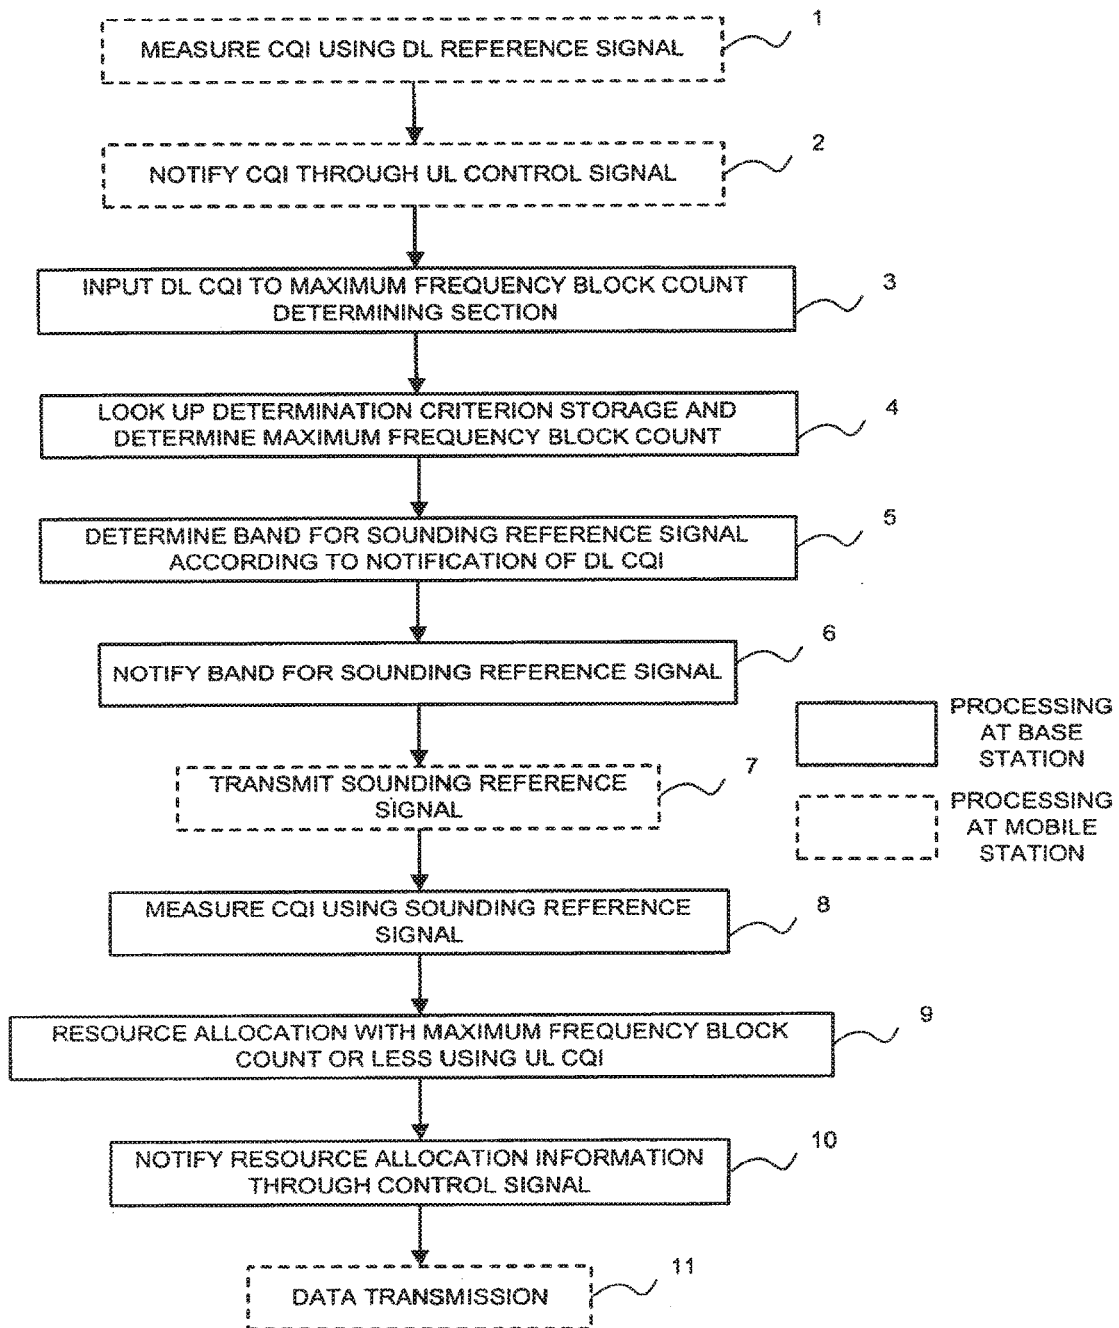 1
MEASURE CQI USING DL REFERENCE SIGNAL
2
NOTIFY CQI THROUGH UL CONTROL SIGNAL
3
INPUT DL CQI TO MAXIMUM FREQUENCY BLOCK COUNT
DETERMINING SECTION
4
LOOK UP DETERMINATION CRITERION STORAGE AND
DETERMINE MAXIMUM FREQUENCY BLOCK COUNT
5
DETERMINE BAND FOR SOUNDING REFERENCE SIGNAL
ACCORDING TO NOTIFICATION OF DL CQI
6
NOTIFY BAND FOR SOUNDING REFERENCE SIGNAL
7
TRANSMIT SOUNDING REFERENCE
SIGNAL
8
MEASURE CQI USING SOUNDING REFERENCE
SIGNAL
9
RESOURCE ALLOCATION WITH MAXIMUM FREQUENCY BLOCK
COUNT OR LESS USING UL CQI
10
NOTIFY RESOURCE ALLOCATION INFORMATION
THROUGH CONTROL SIGNAL
11
DATA TRANSMISSION
PROCESSING
AT BASE
STATION
PROCESSING
AT MOBILE
STATION